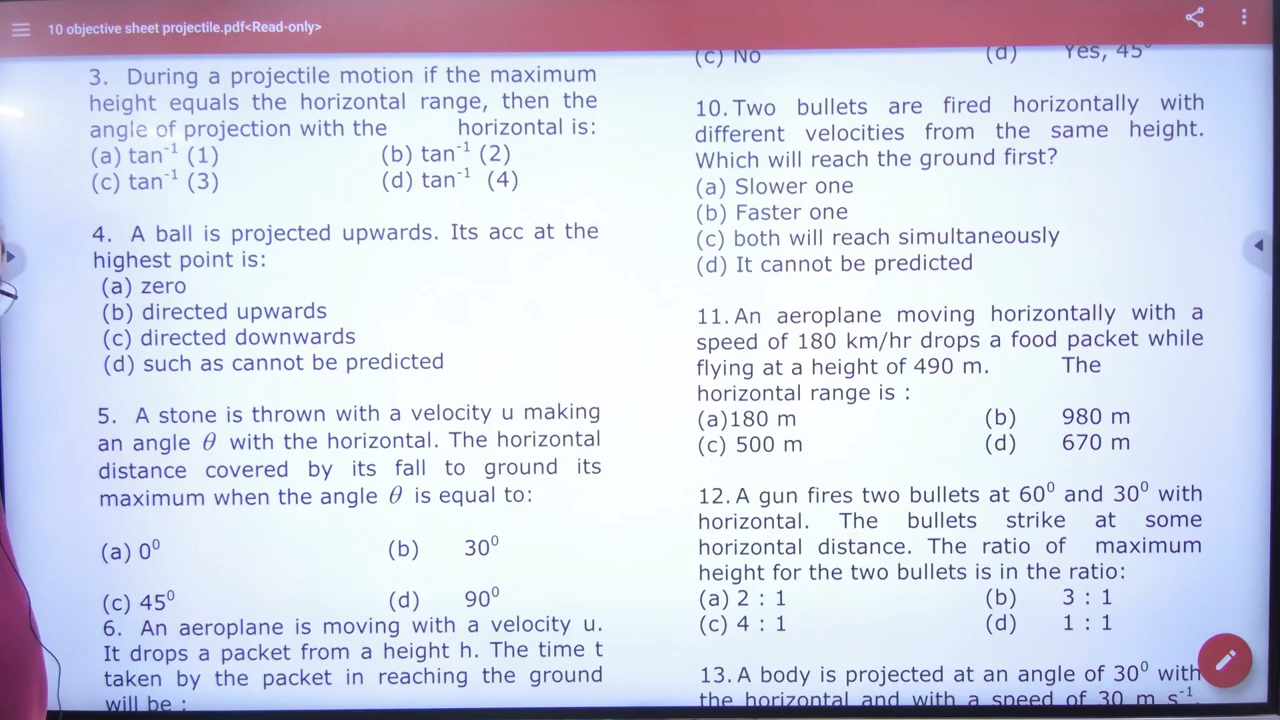 10 objective sheet projectile.pdf<Read-only>
3. During a projectile motion if the maximum
height equals the horizontal range, then the
angle of projection with the horizontal is:
(a) tan⁻¹ (1) (b) tan⁻¹ (2)
(c) tan⁻¹ (3) (d) tan⁻¹ (4)
4. A ball is projected upwards. Its acc at the
highest point is:
(a) zero
(b) directed upwards
(c) directed downwards
(d) such as cannot be predicted
5. A stone is thrown with a velocity u making
an angle θ with the horizontal. The horizontal
distance covered by its fall to ground its
maximum when the angle θ is equal to:
(a) 0⁰ (b) 30⁰
(c) 45⁰ (d) 90⁰
6. An aeroplane is moving with a velocity u.
It drops a packet from a height h. The time t
taken by the packet in reaching the ground
will be :
(c) No (d) Yes, 45⁰
10. Two bullets are fired horizontally with
different velocities from the same height.
Which will reach the ground first?
(a) Slower one
(b) Faster one
(c) both will reach simultaneously
(d) It cannot be predicted
11. An aeroplane moving horizontally with a
speed of 180 km/hr drops a food packet while
flying at a height of 490 m. The
horizontal range is :
(a)180 m (b) 980 m
(c) 500 m (d) 670 m
12. A gun fires two bullets at 60⁰ and 30⁰ with
horizontal. The bullets strike at some
horizontal distance. The ratio of maximum
height for the two bullets is in the ratio:
(a) 2 : 1 (b) 3 : 1
(c) 4 : 1 (d) 1 : 1
13. A body is projected at an angle of 30⁰ with
the horizontal and with a speed of 30 m s⁻¹.